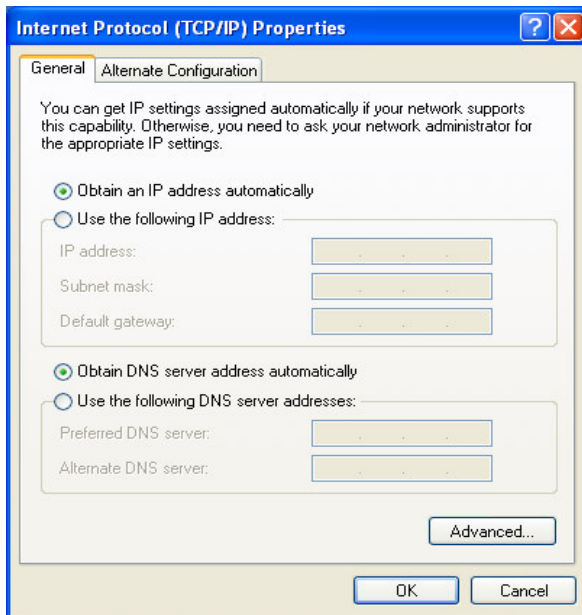 Internet Protocol (TCP/IP) Properties
General
Alternate Configuration
You can get IP settings assigned automatically if your network supports
this capability. Otherwise, you need to ask your network administrator for
the appropriate IP settings.
Obtain an IP address automatically
Use the following IP address:
IP address:
Subnet mask:
Default gateway:
Obtain DNS server address automatically
Use the following DNS server addresses:
Preferred DNS server:
Alternate DNS server:
Advanced...
OK
Cancel